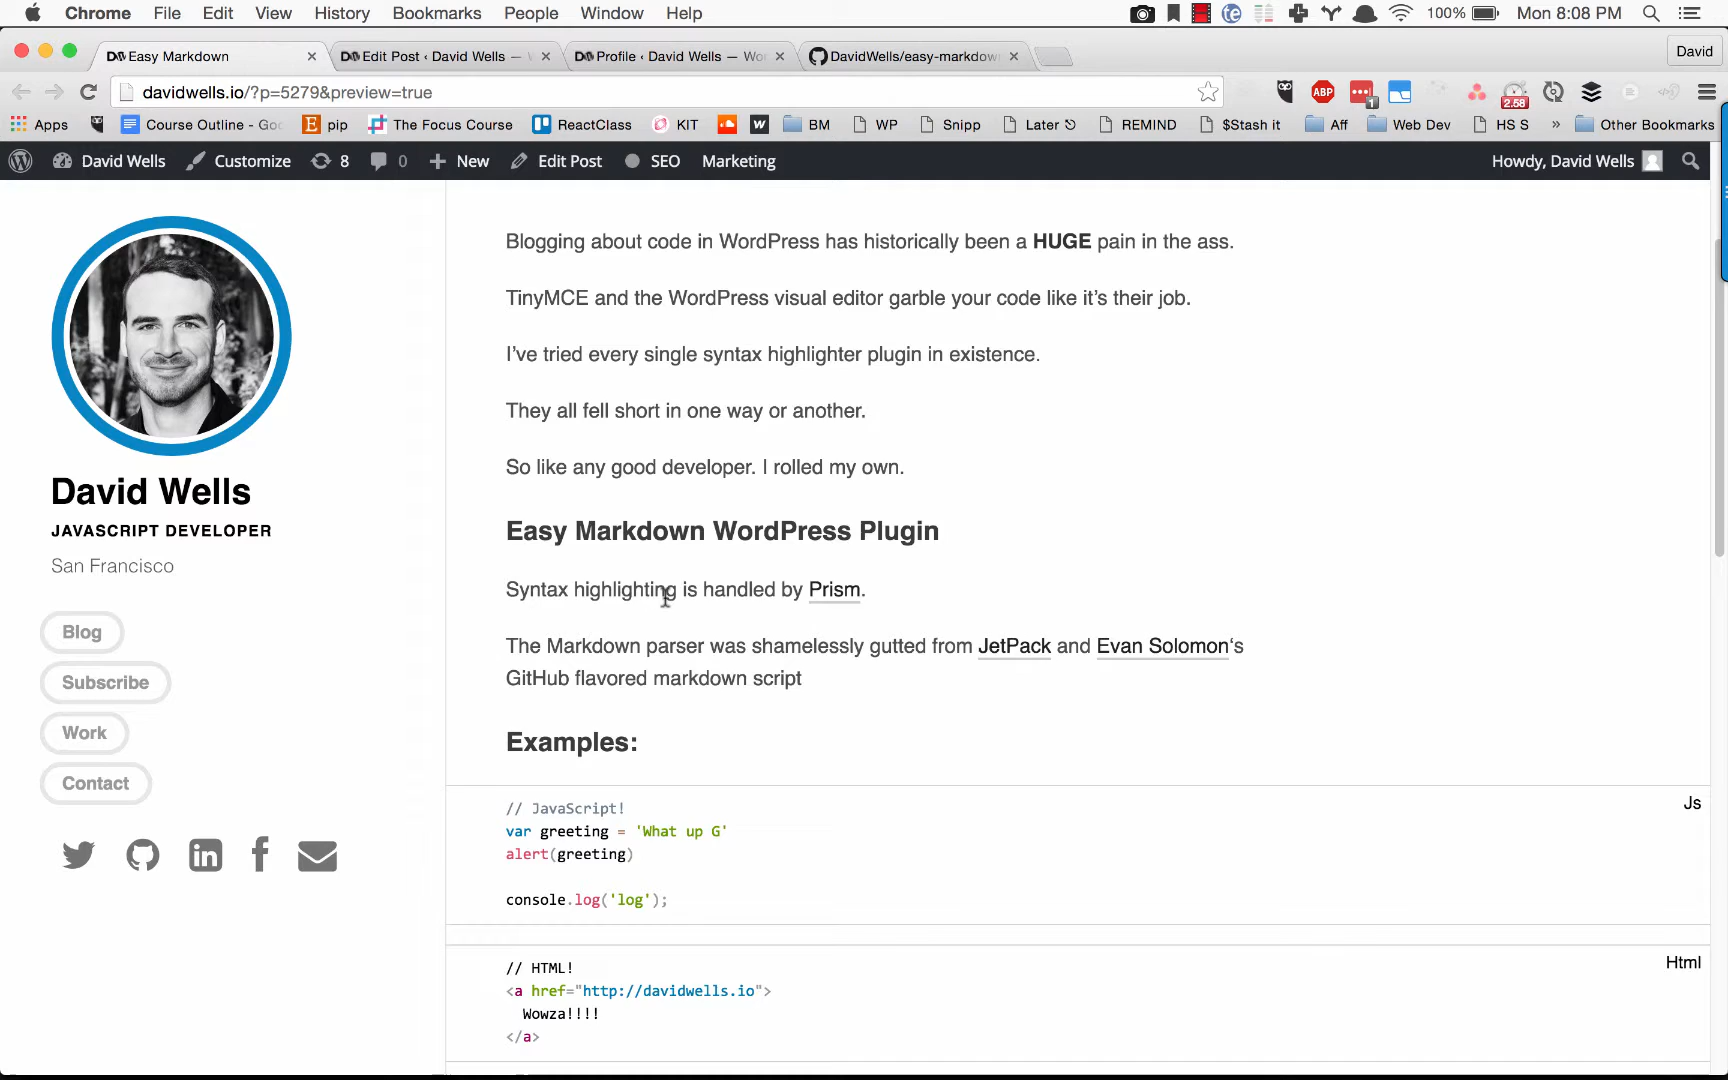 Chrome File Edit View History Bookmarks People Window Help 100% Mon 8:08 PM
Easy Markdown Edit Post ‹ David Wells — Profile ‹ David Wells — Wo DavidWells/easy-markdown David
davidwells.io/?p=5279&preview=true ABP 1 2.58
Apps Course Outline - Goo pip The Focus Course ReactClass KIT BM WP Snipp Later REMIND $Stash it Aff Web Dev HS S » Other Bookmarks
David Wells Customize 8 0 New Edit Post SEO Marketing Howdy, David Wells
Blogging about code in WordPress has historically been a HUGE pain in the ass.
TinyMCE and the WordPress visual editor garble your code like it’s their job.
I’ve tried every single syntax highlighter plugin in existence.
They all fell short in one way or another.
So like any good developer. I rolled my own.
David Wells
JAVASCRIPT DEVELOPER
San Francisco
Blog
Subscribe
Work
Contact
Easy Markdown WordPress Plugin
Syntax highlighting is handled by Prism.
The Markdown parser was shamelessly gutted from JetPack and Evan Solomon‘s
GitHub flavored markdown script
Examples:
Js
// JavaScript!
var greeting = 'What up G'
alert(greeting)
console.log('log');
Html
// HTML!
<a href="http://davidwells.io">
Wowza!!!!
</a>